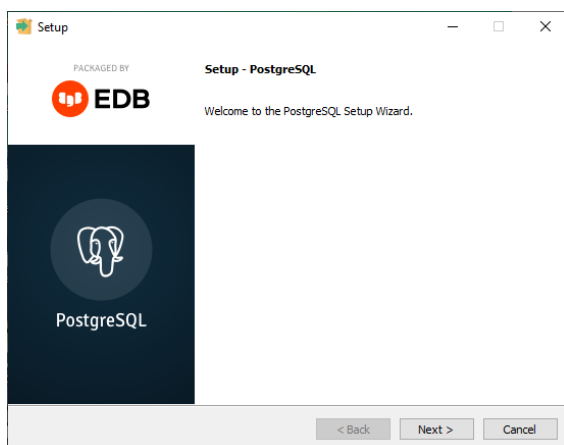 Setup
PACKAGED BY
EDB
Setup - PostgreSQL
Welcome to the PostgreSQL Setup Wizard.
PostgreSQL
< Back
Next >
Cancel